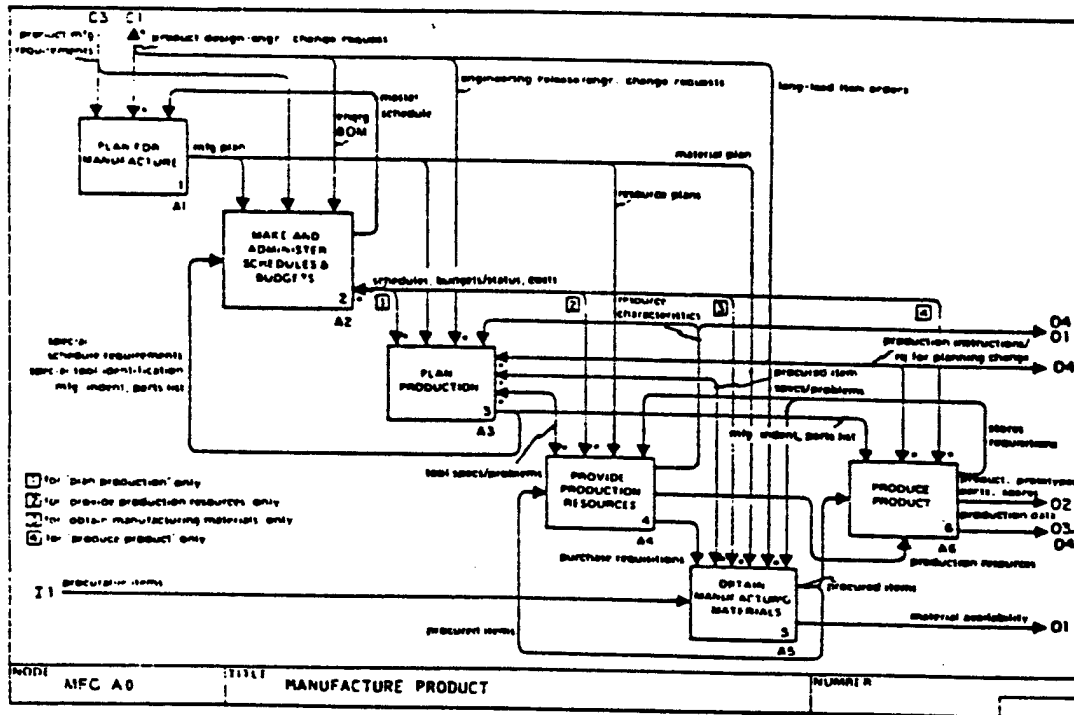 C3 C1
product mfg.
requirements
product design-engr. change request
engineering release/engr. change requests
long-lead item orders
master
schedule
engrg
BOM
PLAN FOR
MANUFACTURE
1
A1
mfg plan
material plan
resource plans
MAKE AND
ADMINISTER
SCHEDULES &
BUDGETS
2
A2
schedules, budgets/status, costs
1
2
3
4
resource
characteristics
O4
O1
production instructions/
rq for planning change
O4
special
schedule requirements
special tool identification
mfg. indent, parts list
PLAN
PRODUCTION
3
A3
procured item
specs/problems
mfg. indent, parts list
stores
requisitions
tool specs/problems
PROVIDE
PRODUCTION
RESOURCES
4
A4
PRODUCE
PRODUCT
A6
product, prototypes
parts, spares
O2
production data
O3
O4
1 for 'plan production' only
2 for 'provide production resources' only
3 for 'obtain manufacturing materials' only
4 for 'produce product' only
purchase requisitions
production resources
I1 procurable items
OBTAIN
MANUFACTURING
MATERIALS
5
A5
procured items
procured items
material availability
O1
NODE
MFG A0
TITLE
MANUFACTURE PRODUCT
NUMBER